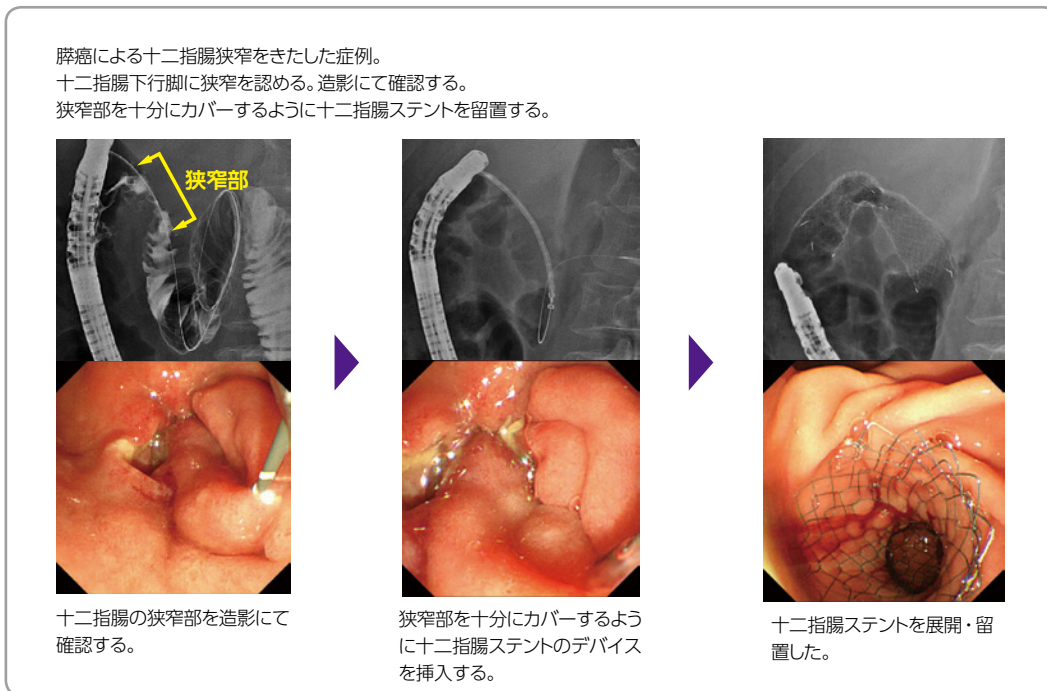 膵癌による十二指腸狭窄をきたした症例。
十二指腸下行脚に狭窄を認める。造影にて確認する。
狭窄部を十分にカバーするように十二指腸ステントを留置する。
狭窄部
十二指腸の狭窄部を造影にて
確認する。
狭窄部を十分にカバーするよう
に十二指腸ステントのデバイス
を挿入する。
十二指腸ステントを展開・留
置した。